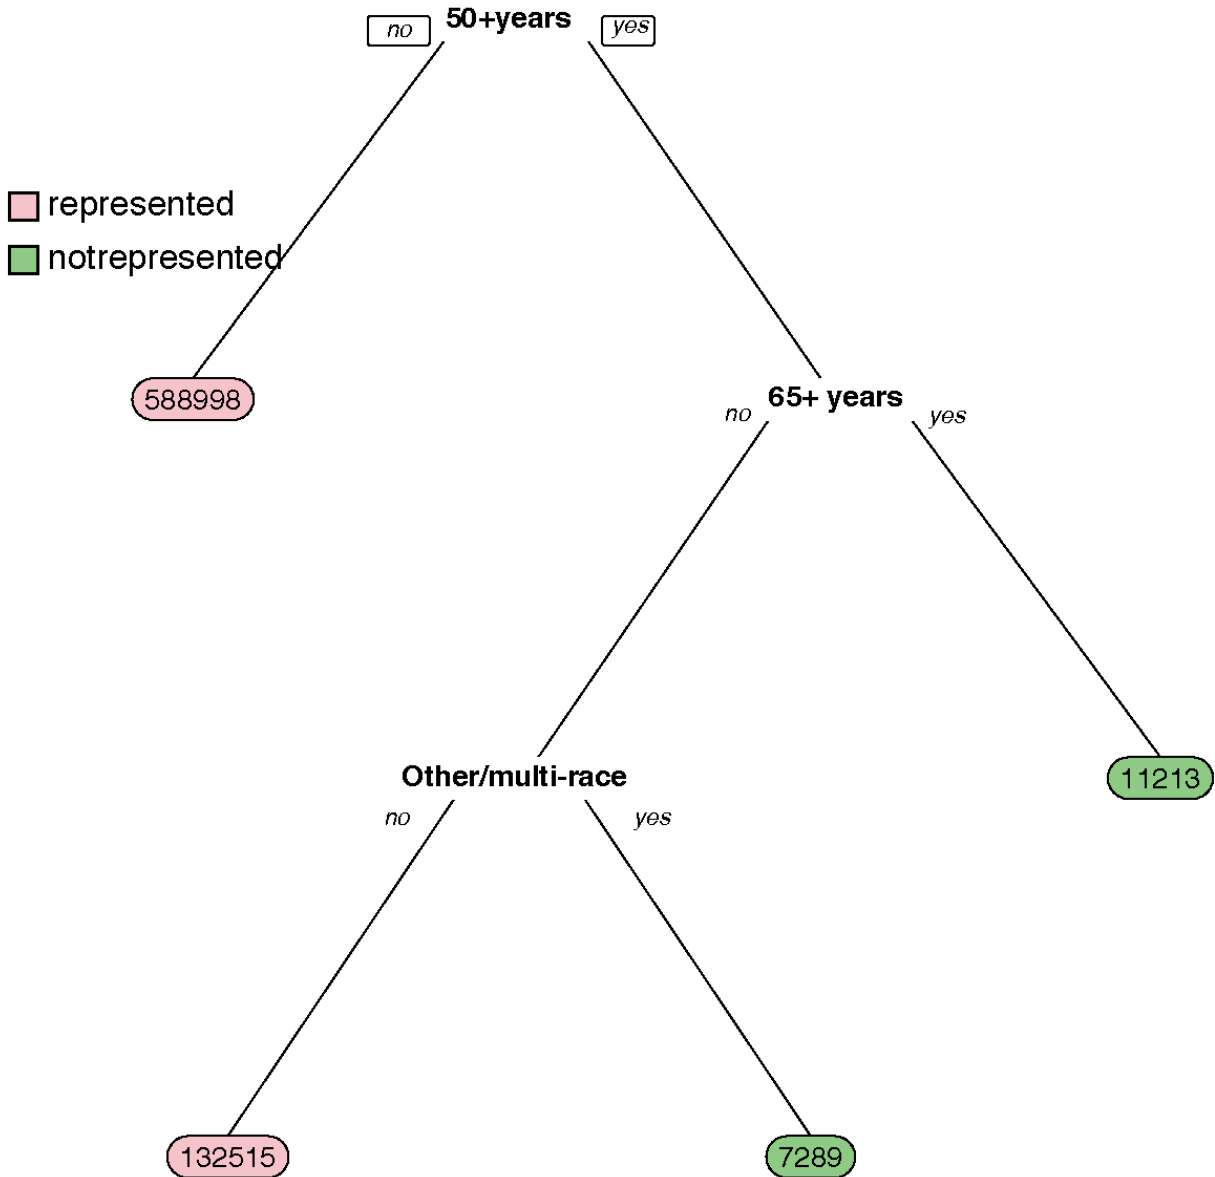 50+years
no
yes
represented
notrepresented
588998
65+ years
no
yes
Other/multi-race
11213
no
yes
132515
7289